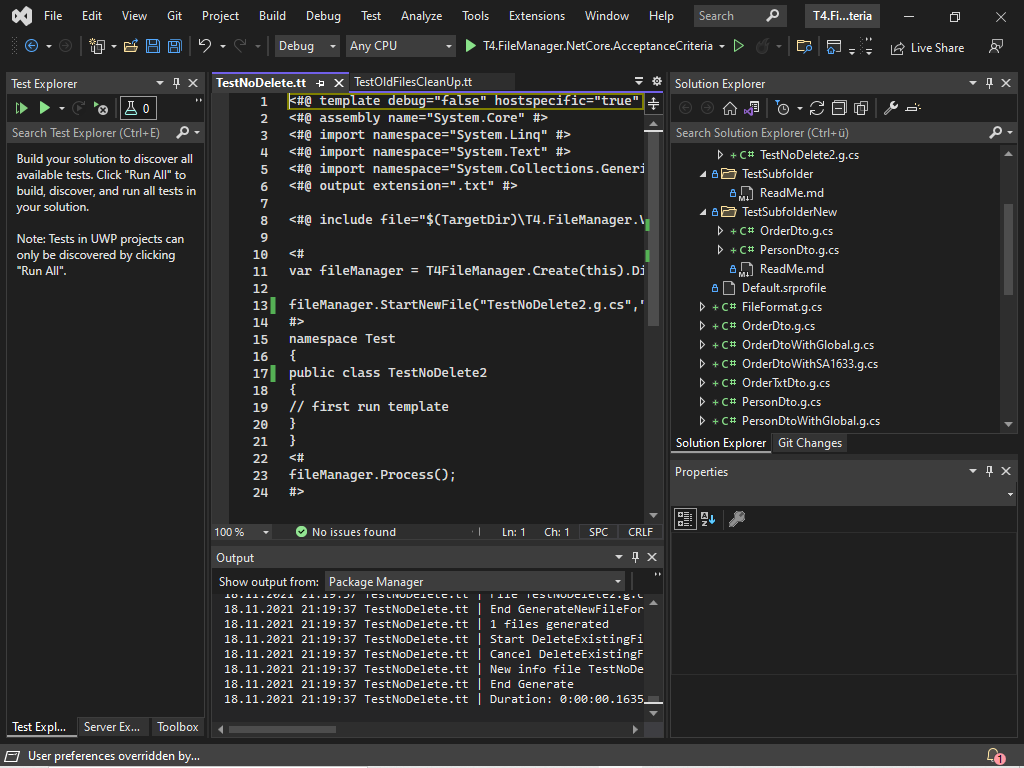 File Edit View Git Project Build Debug Test Analyze Tools Extensions Window Help Search T4.Fi...teria
Debug Any CPU T4.FileManager.NetCore.AcceptanceCriteria Live Share
Test Explorer
0
Search Test Explorer (Ctrl+E)
Build your solution to discover all
available tests. Click "Run All" to
build, discover, and run all tests in
your solution.
Note: Tests in UWP projects can
only be discovered by clicking
"Run All".
Test Expl... Server Ex... Toolbox
TestNoDelete.tt TestOldFilesCleanUp.tt
1 <#@ template debug="false" hostspecific="true"
2 <#@ assembly name="System.Core" #>
3 <#@ import namespace="System.Linq" #>
4 <#@ import namespace="System.Text" #>
5 <#@ import namespace="System.Collections.Generi
6 <#@ output extension=".txt" #>
7
8 <#@ include file="$(TargetDir)\T4.FileManager.V
9
10 <#
11 var fileManager = T4FileManager.Create(this).Di
12
13 fileManager.StartNewFile("TestNoDelete2.g.cs","
14 #>
15 namespace Test
16 {
17 public class TestNoDelete2
18 {
19 // first run template
20 }
21 }
22 <#
23 fileManager.Process();
24 #>
100 % No issues found Ln: 1 Ch: 1 SPC CRLF
Output
Show output from: Package Manager
18.11.2021 21:19:37 TestNoDelete.tt | File TestNoDelete2.g.c
18.11.2021 21:19:37 TestNoDelete.tt | End GenerateNewFileFor
18.11.2021 21:19:37 TestNoDelete.tt | 1 files generated
18.11.2021 21:19:37 TestNoDelete.tt | Start DeleteExistingFi
18.11.2021 21:19:37 TestNoDelete.tt | Cancel DeleteExistingF
18.11.2021 21:19:37 TestNoDelete.tt | New info file TestNoDe
18.11.2021 21:19:37 TestNoDelete.tt | End Generate
18.11.2021 21:19:37 TestNoDelete.tt | Duration: 0:00:00.1635
Solution Explorer
Search Solution Explorer (Ctrl+ü)
+ C# TestNoDelete2.g.cs
TestSubfolder
M↓ ReadMe.md
TestSubfolderNew
+ C# OrderDto.g.cs
+ C# PersonDto.g.cs
M↓ ReadMe.md
Default.srprofile
+ C# FileFormat.g.cs
+ C# OrderDto.g.cs
+ C# OrderDtoWithGlobal.g.cs
+ C# OrderDtoWithSA1633.g.cs
+ C# OrderTxtDto.g.cs
+ C# PersonDto.g.cs
+ C# PersonDtoWithGlobal.g.cs
Solution Explorer Git Changes
Properties
User preferences overridden by... 1